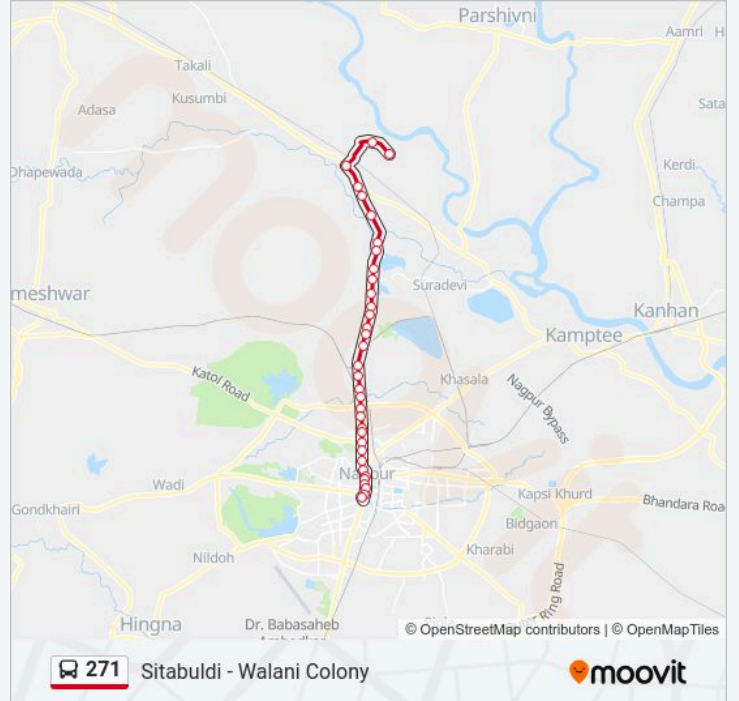 Parshivni
Aamri
H
Takali
Kusumbi
Adasa
Sata
Dhapewada
Kerdi
Champa
meshwar
Suradevi
Kanhan
Kamptee
Katol Road
Khasala
Nagpur Bypass
Nagpur
Wadi
Gondkhairi
Kapsi Khurd
Bhandara Roa
Bidgaon
Kharabi
Nildoh
Ring Road
Hingna
Dr. Babasaheb
Ambedkar
© OpenStreetMap contributors | © OpenMapTiles
271 Sitabuldi - Walani Colony
moovit